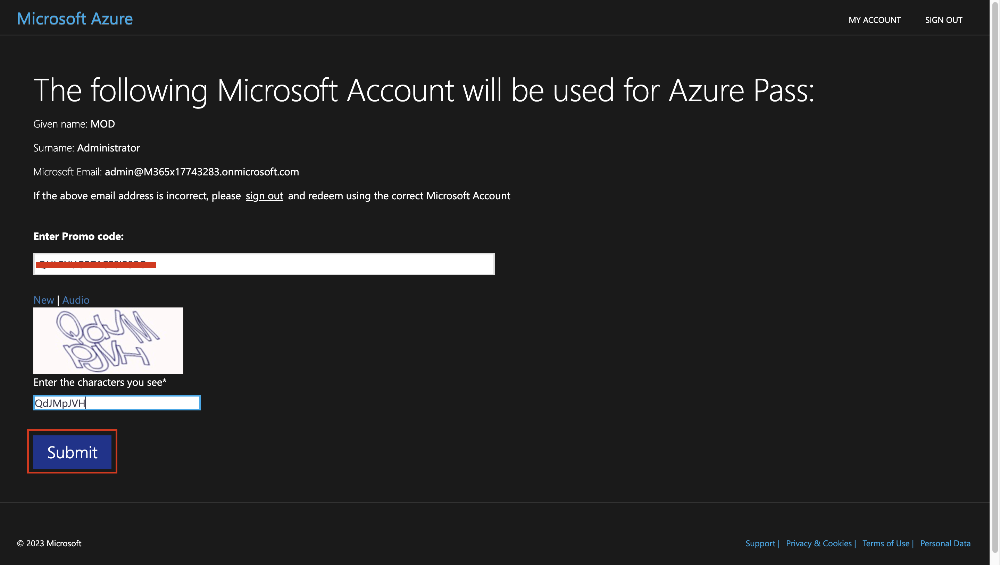 Microsoft Azure
MY ACCOUNT
SIGN OUT
The following Microsoft Account will be used for Azure Pass:
Given name: MOD
Surname: Administrator
Microsoft Email: admin@M365x17743283.onmicrosoft.com
If the above email address is incorrect, please sign out and redeem using the correct Microsoft Account
Enter Promo code:
New | Audio
QdJM
pJVH
Enter the characters you see*
QdJMpJVH
Submit
© 2023 Microsoft
Support | Privacy & Cookies | Terms of Use | Personal Data